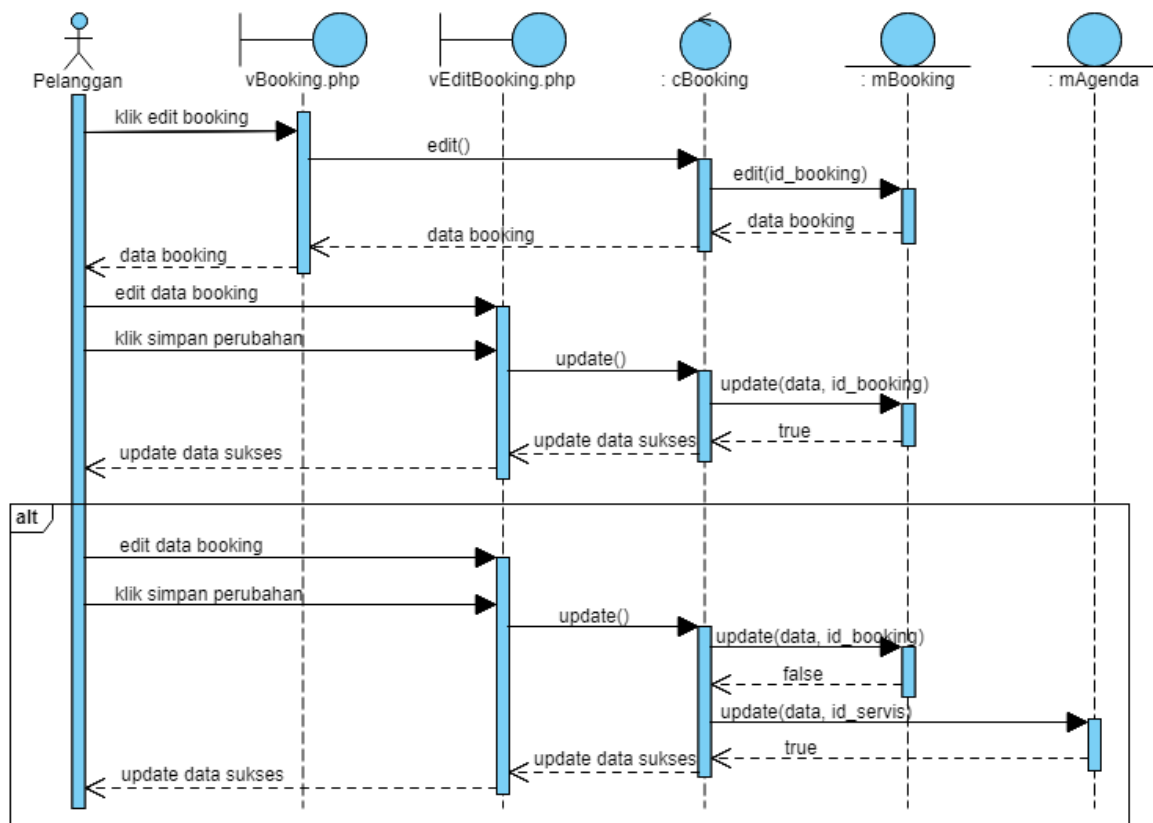 Pelanggan
vBooking.php
vEditBooking.php
: cBooking
: mBooking
: mAgenda
klik edit booking
edit()
edit(id_booking)
data booking
data booking
data booking
edit data booking
klik simpan perubahan
update()
update(data, id_booking)
true
update data sukses
update data sukses
alt
edit data booking
klik simpan perubahan
update()
update(data, id_booking)
false
update(data, id_servis)
true
update data sukses
update data sukses